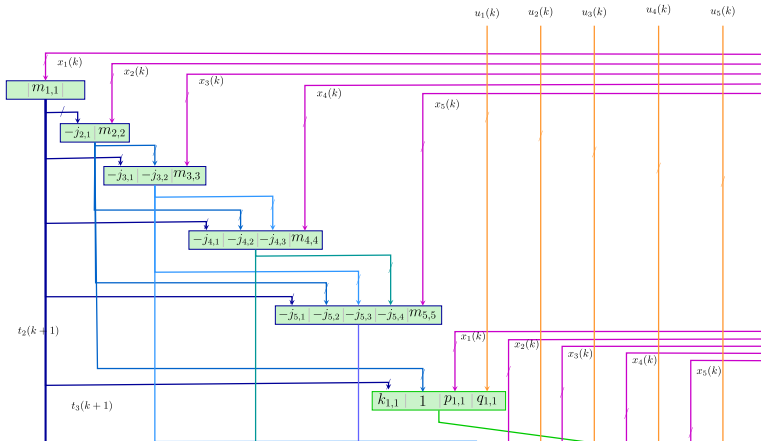 u₁(k) u₂(k) u₃(k) u₄(k) u₅(k)
x₁(k)
x₂(k)
x₃(k)
m₁,₁
x₄(k)
x₅(k)
−j₂,₁ m₂,₂
−j₃,₁ −j₃,₂ m₃,₃
−j₄,₁ −j₄,₂ −j₄,₃ m₄,₄
−j₅,₁ −j₅,₂ −j₅,₃ −j₅,₄ m₅,₅
t₂(k+1)
x₁(k)
x₂(k)
x₃(k)
x₄(k)
x₅(k)
k₁,₁ 1 p₁,₁ q₁,₁
t₃(k+1)